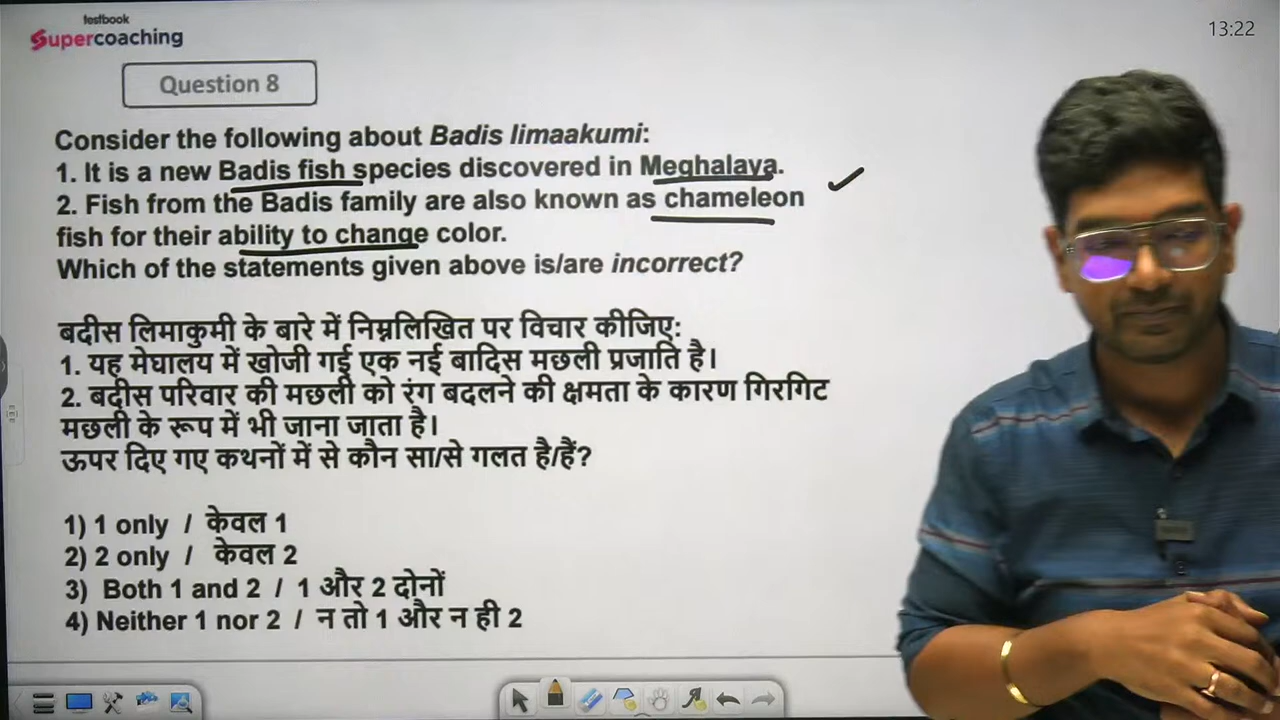 testbook
Supercoaching
13:22
Question 8
Consider the following about Badis limaakumi:
1. It is a new Badis fish species discovered in Meghalaya.
2. Fish from the Badis family are also known as chameleon
fish for their ability to change color.
Which of the statements given above is/are incorrect?
बदीस लिमाकुमी के बारे में निम्नलिखित पर विचार कीजिए:
1. यह मेघालय में खोजी गई एक नई बादिस मछली प्रजाति है।
2. बदीस परिवार की मछली को रंग बदलने की क्षमता के कारण गिरगिट
मछली के रूप में भी जाना जाता है।
ऊपर दिए गए कथनों में से कौन सा/से गलत है/हैं?
1) 1 only / केवल 1
2) 2 only / केवल 2
3) Both 1 and 2 / 1 और 2 दोनों
4) Neither 1 nor 2 / न तो 1 और न ही 2